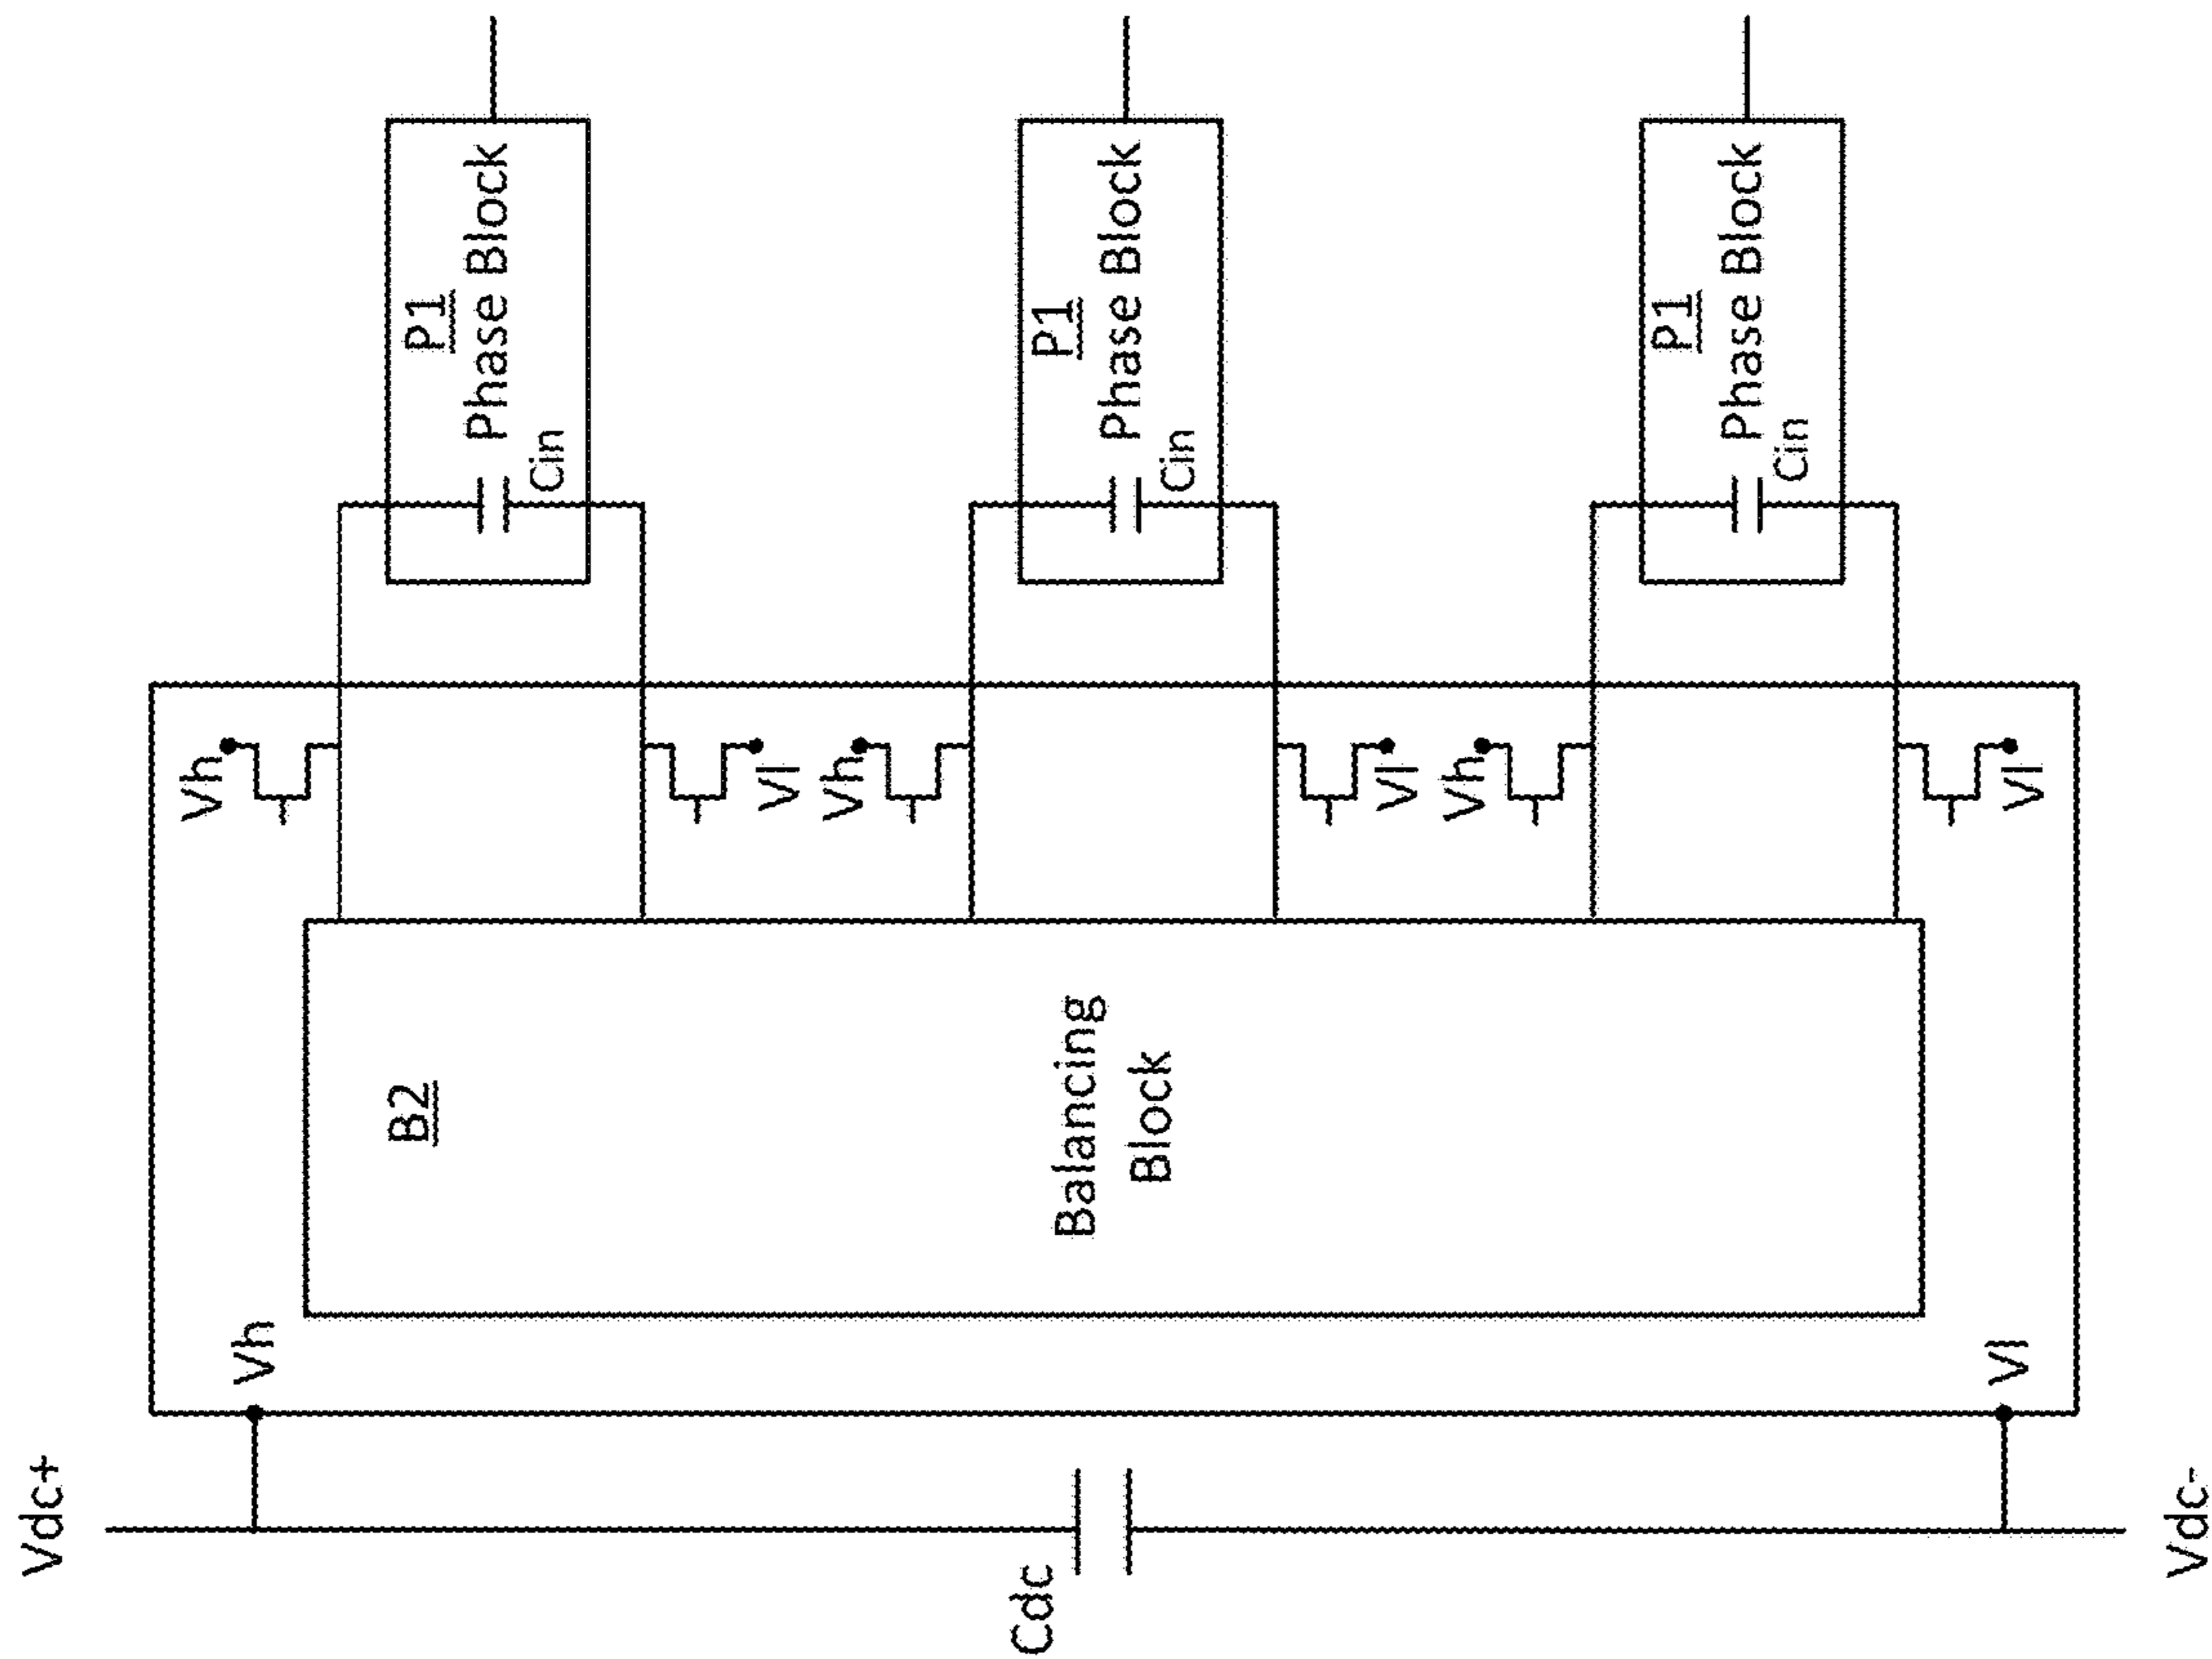 Vdc+
Cdc
Vdc-
Vh
Vl
B2
Balancing
Block
Vh
Vl
Vh
Vl
Vh
Vl
P1
Phase Block
Cin
P1
Phase Block
Cin
P1
Phase Block
Cin